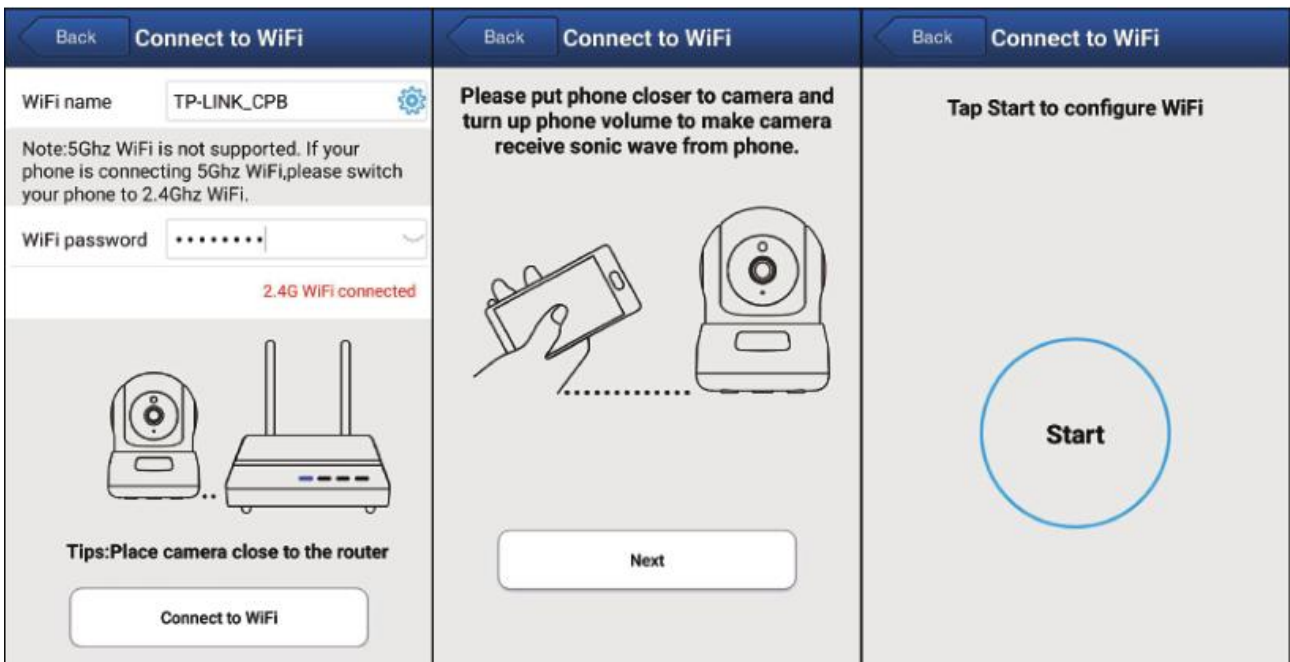 Back Connect to WiFi
WiFi name TP-LINK_CPB
Note:5Ghz WiFi is not supported. If your
phone is connecting 5Ghz WiFi,please switch
your phone to 2.4Ghz WiFi.
WiFi password ••••••••
2.4G WiFi connected
Tips:Place camera close to the router
Connect to WiFi
Back Connect to WiFi
Please put phone closer to camera and
turn up phone volume to make camera
receive sonic wave from phone.
Next
Back Connect to WiFi
Tap Start to configure WiFi
Start